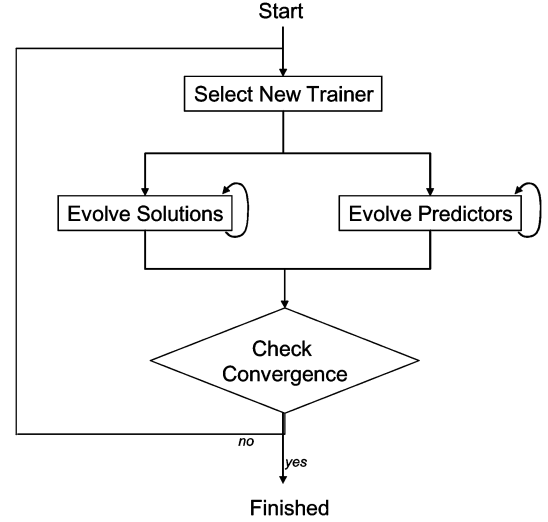 Start
Select New Trainer
Evolve Solutions
Evolve Predictors
Check
Convergence
no
yes
Finished